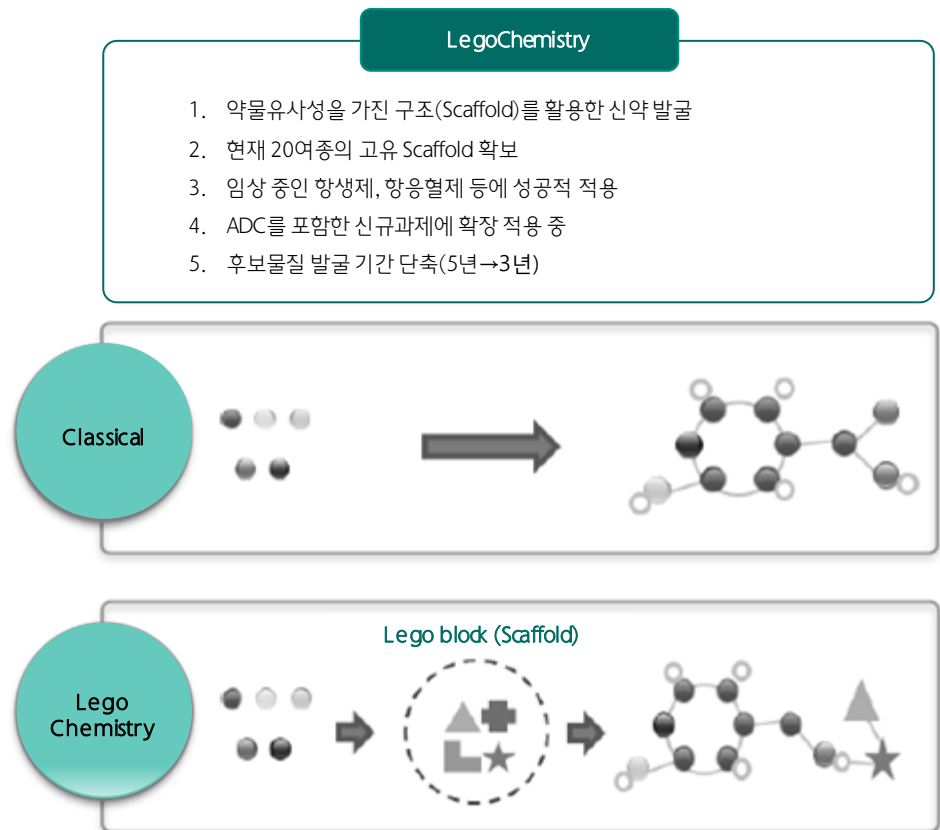 LegoChemistry
1. 약물유사성을 가진 구조(Scaffold)를 활용한 신약 발굴
2. 현재 20여종의 고유 Scaffold 확보
3. 임상 중인 항생제, 항응혈제 등에 성공적 적용
4. ADC를 포함한 신규과제에 확장 적용 중
5. 후보물질 발굴 기간 단축(5년→3년)
Classical
Lego block (Scaffold)
Lego
Chemistry